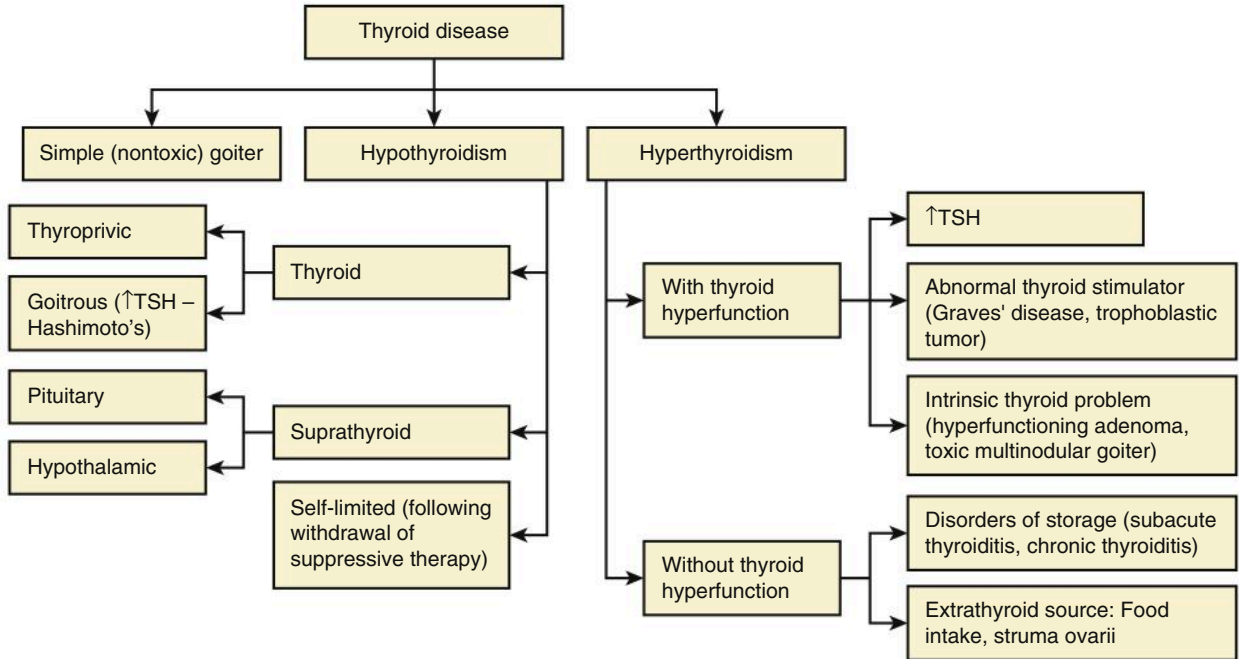 Thyroid disease
Simple (nontoxic) goiter
Hypothyroidism
Hyperthyroidism
Thyroprivic
Goitrous (↑TSH –
Hashimoto's)
Thyroid
Pituitary
Hypothalamic
Suprathyroid
Self-limited (following
withdrawal of
suppressive therapy)
With thyroid
hyperfunction
↑TSH
Abnormal thyroid stimulator
(Graves' disease, trophoblastic
tumor)
Intrinsic thyroid problem
(hyperfunctioning adenoma,
toxic multinodular goiter)
Without thyroid
hyperfunction
Disorders of storage (subacute
thyroiditis, chronic thyroiditis)
Extrathyroid source: Food
intake, struma ovarii